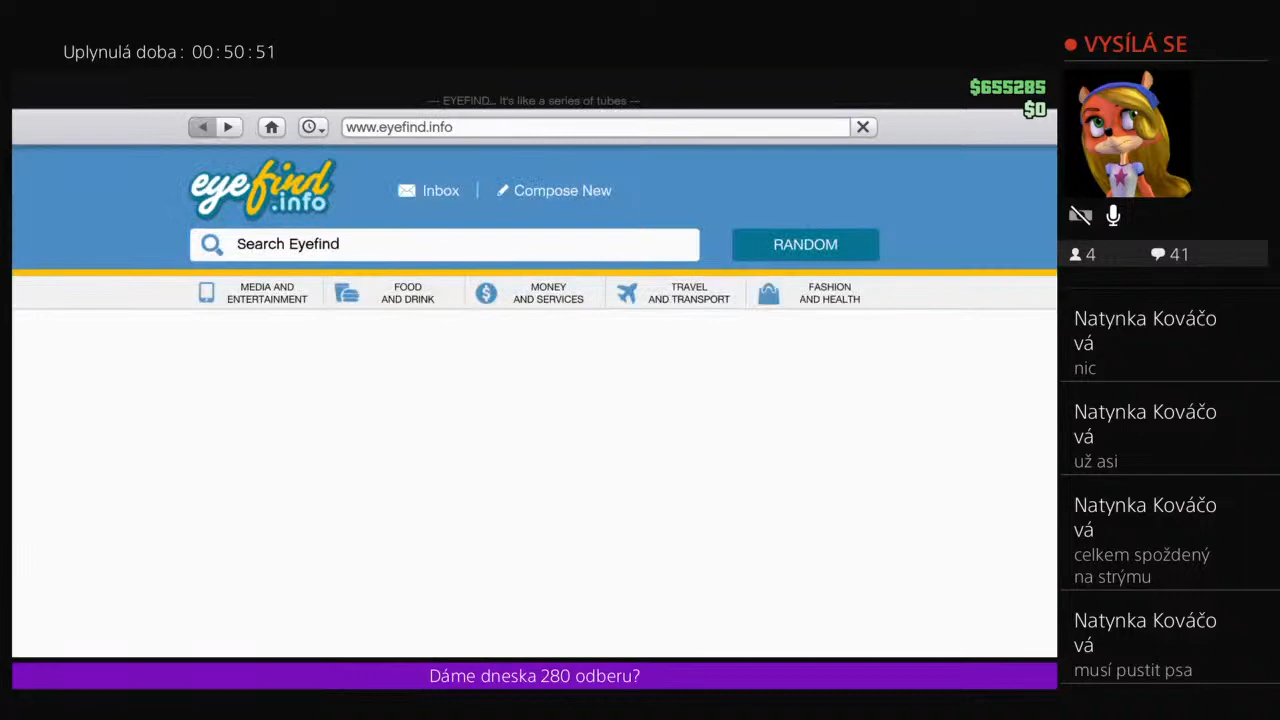 Uplynulá doba: 00:50:51
VYSÍLÁ SE
$655285
$0
— EYEFIND... It's like a series of tubes —
www.eyefind.info
eyefind
.info
Inbox
Compose New
Search Eyefind
RANDOM
MEDIA AND
ENTERTAINMENT
FOOD
AND DRINK
MONEY
AND SERVICES
TRAVEL
AND TRANSPORT
FASHION
AND HEALTH
4
41
Natynka Kováčo
vá
nic
Natynka Kováčo
vá
už asi
Natynka Kováčo
vá
celkem spoždený
na strýmu
Natynka Kováčo
vá
musí pustit psa
Dáme dneska 280 odberu?